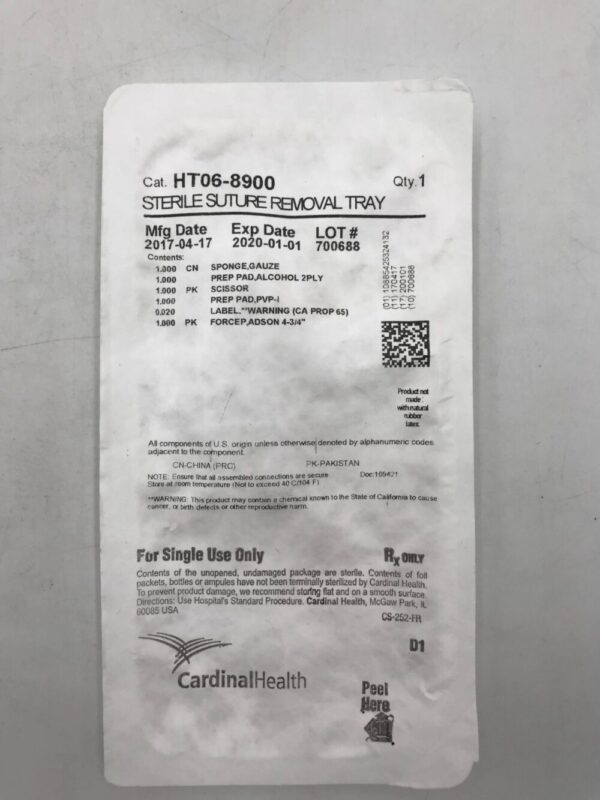 Cat. HT06-8900 Qty. 1
STERILE SUTURE REMOVAL TRAY
Mfg Date Exp Date LOT #
2017-04-17 2020-01-01 700688
Contents:
1.000 CN SPONGE,GAUZE
1.000 PREP PAD,ALCOHOL 2PLY
1.000 PK SCISSOR
1.000 PREP PAD,PVP-I
0.020 LABEL,**WARNING (CA PROP 65)
1.000 PK FORCEP,ADSON 4-3/4"
(01) 10885425324132
(11) 170417
(17) 200101
(10) 700688
Product not
made
with natural
rubber
latex.
All components of U.S. origin unless otherwise denoted by alphanumeric codes
adjacent to the component.
CN-CHINA (PRC) PK-PAKISTAN
NOTE: Ensure that all assembled connections are secure Doc:105421
Store at room temperature (Not to exceed 40 C/104 F)
**WARNING: This product may contain a chemical known to the State of California to cause
cancer, or birth defects or other reproductive harm.
For Single Use Only Rx ONLY
Contents of the unopened, undamaged package are sterile. Contents of foil
packets, bottles or ampules have not been terminally sterilized by Cardinal Health.
To prevent product damage, we recommend storing flat and on a smooth surface.
Directions: Use Hospital's Standard Procedure. Cardinal Health, McGaw Park, IL
60085 USA
CS-252-FR
D1
CardinalHealth
Peel
Here